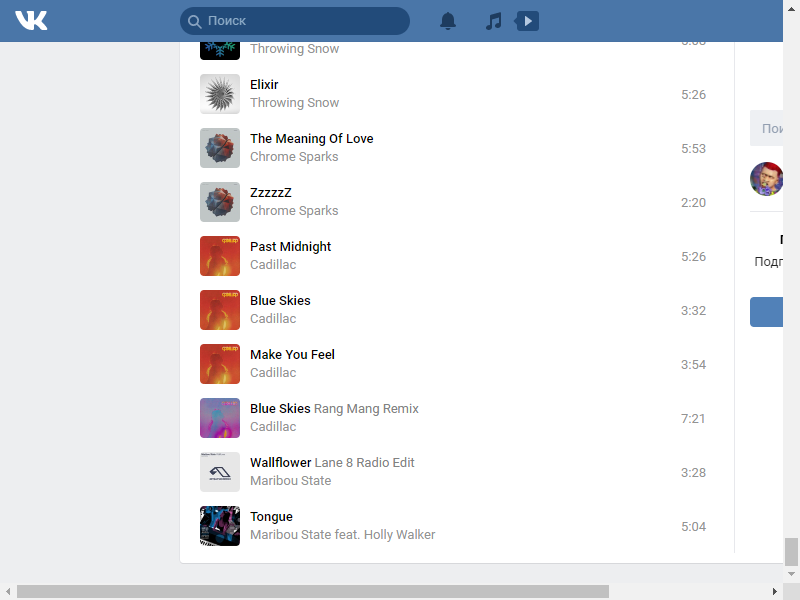 Поиск
Throwing Snow
Elixir
Throwing Snow
5:26
The Meaning Of Love
Chrome Sparks
5:53
ZzzzzZ
Chrome Sparks
2:20
Past Midnight
Cadillac
5:26
Blue Skies
Cadillac
3:32
Make You Feel
Cadillac
3:54
Blue Skies Rang Mang Remix
Cadillac
7:21
Wallflower Lane 8 Radio Edit
Maribou State
3:28
Tongue
Maribou State feat. Holly Walker
5:04